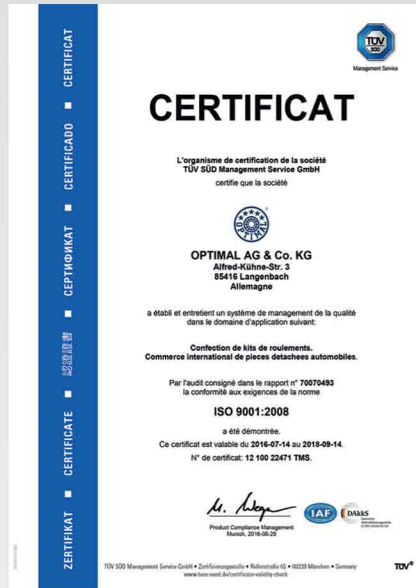 TÜV
SÜD
Management Service
CERTIFICAT
L'organisme de certification de la société
TÜV SÜD Management Service GmbH
certifie que la société
OPTIMAL
OPTIMAL AG & Co. KG
Alfred-Kühne-Str. 3
85416 Langenbach
Allemagne
a établi et entretient un système de management de la qualité
dans le domaine d'application suivant:
Confection de kits de roulements.
Commerce international de pieces detachees automobiles.
Par l'audit consigné dans le rapport n° 70070493
la conformité aux exigences de la norme
ISO 9001:2008
a été démontrée.
Ce certificat est valable du 2016-07-14 au 2018-09-14.
N° de certificat: 12 100 22471 TMS.
Product Compliance Management
Munich, 2016-06-29
IAF
DAkkS
TÜV SÜD Management Service GmbH • Zertifizierungsstelle • Ridlerstraße 65 • 80339 München • Germany
www.tuev-sued.de/certificate-validity-check
TÜV®
ZERTIFIKAT ■ CERTIFICATE ■ 認證證書 ■ СЕРТИФИКАТ ■ CERTIFICADO ■ CERTIFICAT